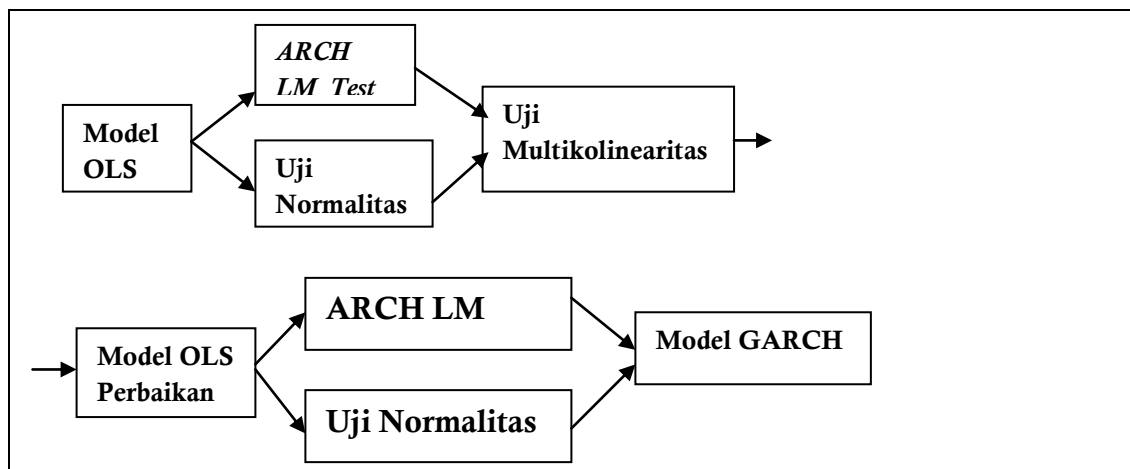 ARCH
LM Test
Model
OLS
Uji
Normalitas
Uji
Multikolinearitas
Model OLS
Perbaikan
ARCH LM
Uji Normalitas
Model GARCH